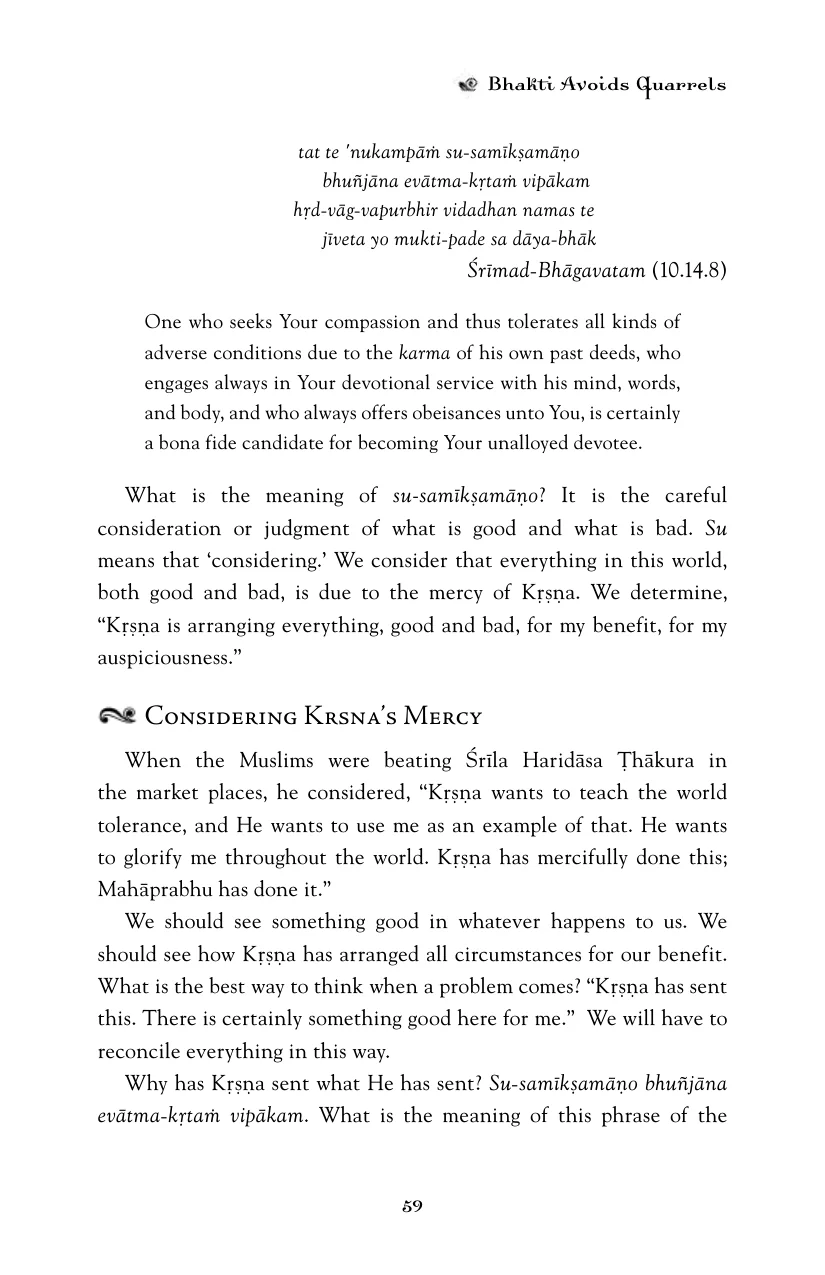 Bhakti Avoids Quarrels
tat te 'nukampāṁ su-samīkṣamāṇo
bhuñjāna evātma-kṛtaṁ vipākam
hṛd-vāg-vapurbhir vidadhan namas te
jīveta yo mukti-pade sa dāya-bhāk
Śrīmad-Bhāgavatam (10.14.8)
One who seeks Your compassion and thus tolerates all kinds of
adverse conditions due to the karma of his own past deeds, who
engages always in Your devotional service with his mind, words,
and body, and who always offers obeisances unto You, is certainly
a bona fide candidate for becoming Your unalloyed devotee.
What is the meaning of su-samīkṣamāṇo? It is the careful
consideration or judgment of what is good and what is bad. Su
means that ‘considering.’ We consider that everything in this world,
both good and bad, is due to the mercy of Kṛṣṇa. We determine,
“Kṛṣṇa is arranging everything, good and bad, for my benefit, for my
auspiciousness.”
Considering Krsna’s Mercy
When the Muslims were beating Śrīla Haridāsa Ṭhākura in
the market places, he considered, “Kṛṣṇa wants to teach the world
tolerance, and He wants to use me as an example of that. He wants
to glorify me throughout the world. Kṛṣṇa has mercifully done this;
Mahāprabhu has done it.”
We should see something good in whatever happens to us. We
should see how Kṛṣṇa has arranged all circumstances for our benefit.
What is the best way to think when a problem comes? “Kṛṣṇa has sent
this. There is certainly something good here for me.” We will have to
reconcile everything in this way.
Why has Kṛṣṇa sent what He has sent? Su-samīkṣamāṇo bhuñjāna
evātma-kṛtaṁ vipākam. What is the meaning of this phrase of the
59